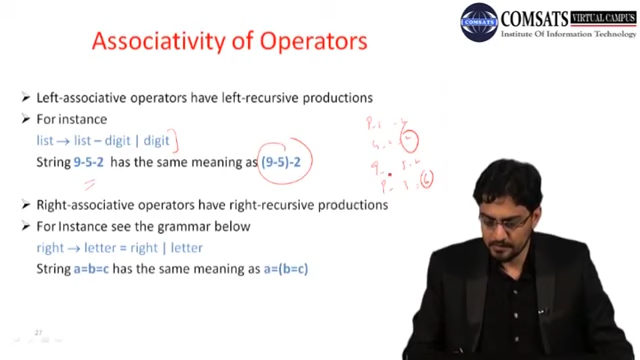 COMSATS VIRTUAL CAMPUS
Institute Of Information Technology
Associativity of Operators
➢ Left-associative operators have left-recursive productions
➢ For instance
list → list – digit | digit
String 9-5-2 has the same meaning as (9-5)-2
➢ Right-associative operators have right-recursive productions
➢ For Instance see the grammar below
right → letter = right | letter
String a=b=c has the same meaning as a=(b=c)
27